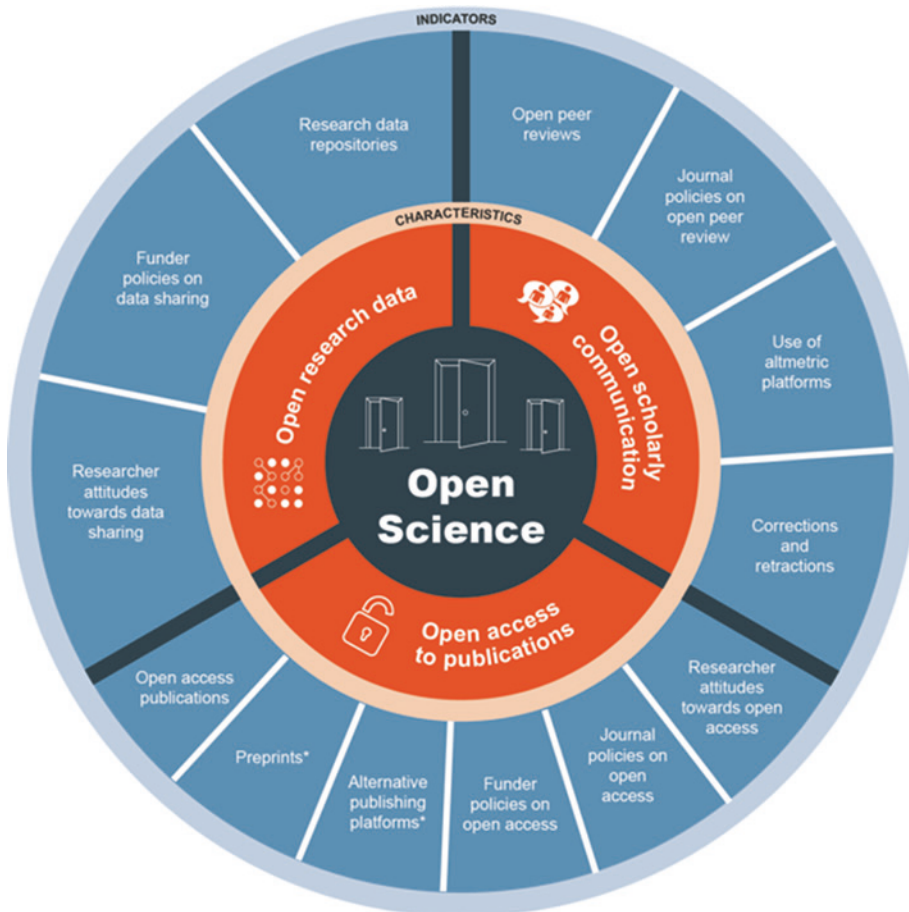 INDICATORS
Research data
repositories
Open peer
reviews
Journal
policies on
open peer
review
Funder
policies on
data sharing
CHARACTERISTICS
Open research data
Open scholarly
communication
Use of
altmetric
platforms
Open
Science
Researcher
attitudes
towards data
sharing
Corrections
and
retractions
Open access
to publications
Open access
publications
Preprints*
Alternative
publishing
platforms*
Funder
policies on
open access
Journal
policies on
open
access
Researcher
attitudes
towards open
access